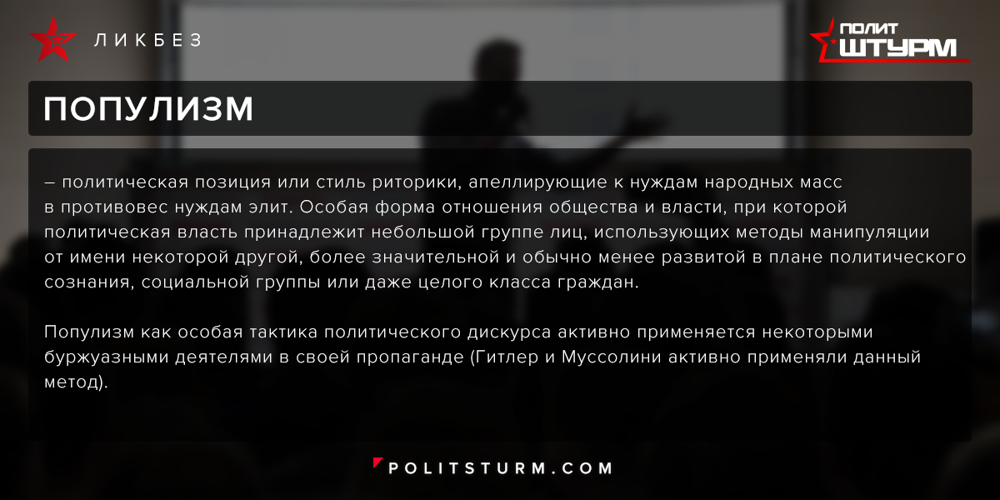 ЛИКБЕЗ
ПОЛИТ
ШТУРМ
ПОПУЛИЗМ
– политическая позиция или стиль риторики, апеллирующие к нуждам народных масс
в противовес нуждам элит. Особая форма отношения общества и власти, при которой
политическая власть принадлежит небольшой группе лиц, использующих методы манипуляции
от имени некоторой другой, более значительной и обычно менее развитой в плане политического
сознания, социальной группы или даже целого класса граждан.
Популизм как особая тактика политического дискурса активно применяется некоторыми
буржуазными деятелями в своей пропаганде (Гитлер и Муссолини активно применяли данный
метод).
POLITSTURM.COM